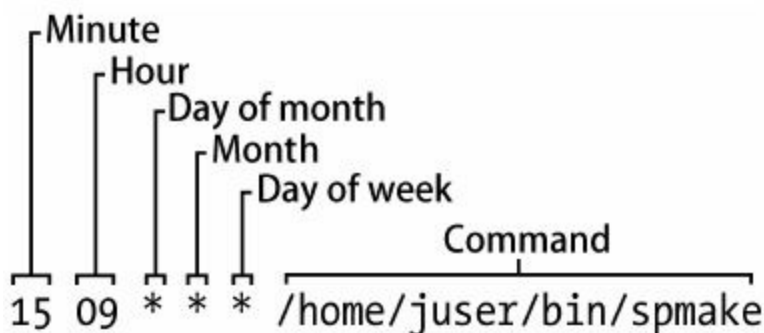 Minute
Hour
Day of month
Month
Day of week
Command
15 09 * * * /home/juser/bin/spmake